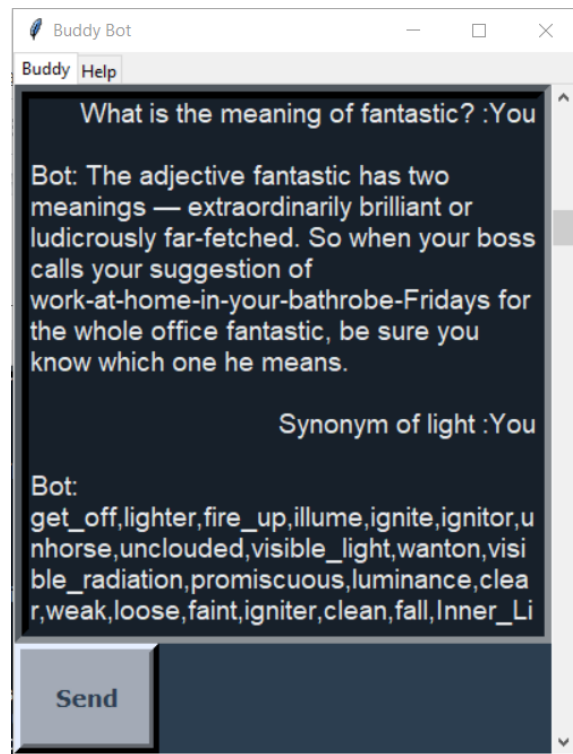 Buddy Bot
Buddy Help
What is the meaning of fantastic? :You
Bot: The adjective fantastic has two
meanings — extraordinarily brilliant or
ludicrously far-fetched. So when your boss
calls your suggestion of
work-at-home-in-your-bathrobe-Fridays for
the whole office fantastic, be sure you
know which one he means.
Synonym of light :You
Bot:
get_off,lighter,fire_up,illume,ignite,ignitor,u
nhorse,unclouded,visible_light,wanton,visi
ble_radiation,promiscuous,luminance,clea
r,weak,loose,faint,igniter,clean,fall,Inner_Li
Send